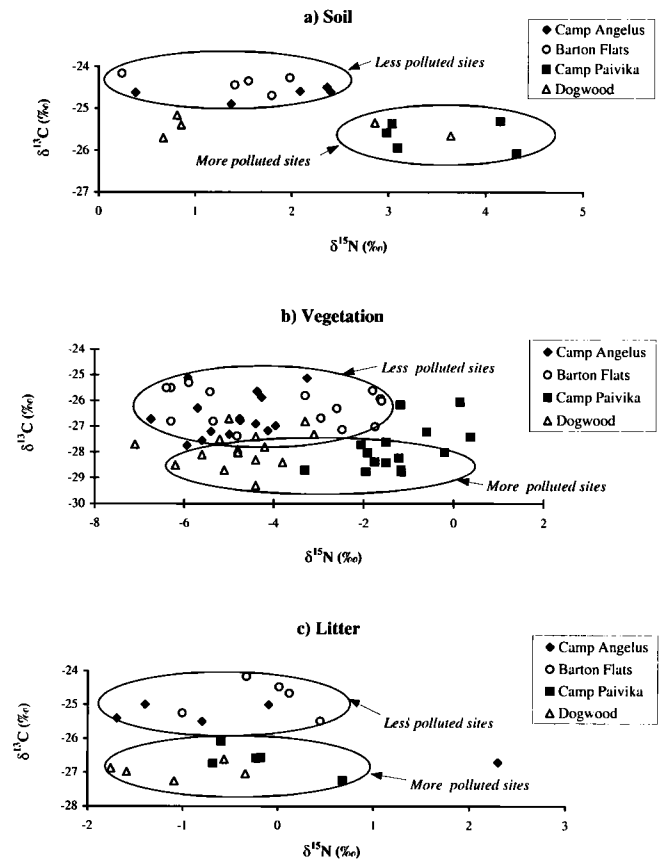 a) Soil
◆ Camp Angelus
○ Barton Flats
■ Camp Paivika
△ Dogwood
Less polluted sites
More polluted sites
-23
-24
-25
-26
-27
δ¹³C (‰)
0 1 2 3 4 5
δ¹⁵N (‰)
b) Vegetation
◆ Camp Angelus
○ Barton Flats
■ Camp Paivika
△ Dogwood
Less polluted sites
More polluted sites
-24
-25
-26
-27
-28
-29
-30
δ¹³C (‰)
-8 -6 -4 -2 0 2
δ¹⁵N (‰)
c) Litter
◆ Camp Angelus
○ Barton Flats
■ Camp Paivika
△ Dogwood
Less polluted sites
More polluted sites
-24
-25
-26
-27
-28
δ¹³C (‰)
-2 -1 0 1 2 3
δ¹⁵N (‰)